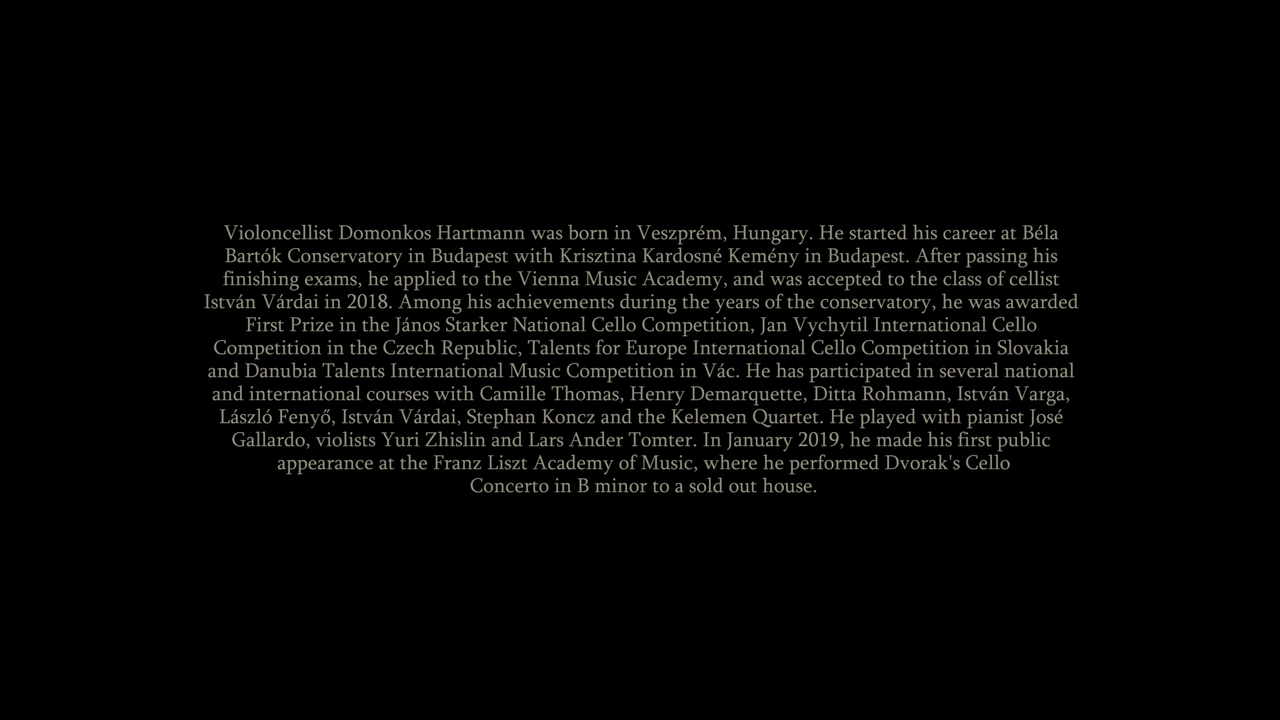 Violoncellist Domonkos Hartmann was born in Veszprém, Hungary. He started his career at Béla
Bartók Conservatory in Budapest with Krisztina Kardosné Kemény in Budapest. After passing his
finishing exams, he applied to the Vienna Music Academy, and was accepted to the class of cellist
István Várdai in 2018. Among his achievements during the years of the conservatory, he was awarded
First Prize in the János Starker National Cello Competition, Jan Vychytil International Cello
Competition in the Czech Republic, Talents for Europe International Cello Competition in Slovakia
and Danubia Talents International Music Competition in Vác. He has participated in several national
and international courses with Camille Thomas, Henry Demarquette, Ditta Rohmann, István Varga,
László Fenyő, István Várdai, Stephan Koncz and the Kelemen Quartet. He played with pianist José
Gallardo, violists Yuri Zhislin and Lars Ander Tomter. In January 2019, he made his first public
appearance at the Franz Liszt Academy of Music, where he performed Dvorak's Cello
Concerto in B minor to a sold out house.